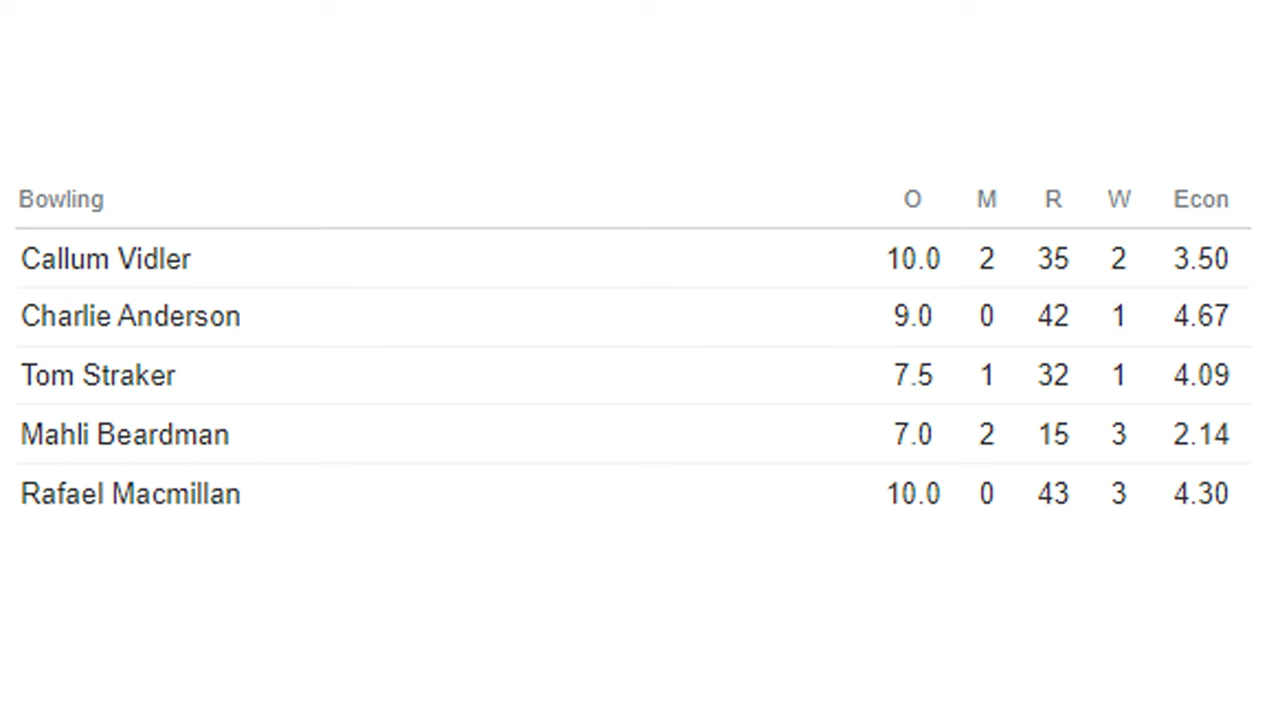 Bowling O M R W Econ
Callum Vidler 10.0 2 35 2 3.50
Charlie Anderson 9.0 0 42 1 4.67
Tom Straker 7.5 1 32 1 4.09
Mahli Beardman 7.0 2 15 3 2.14
Rafael Macmillan 10.0 0 43 3 4.30